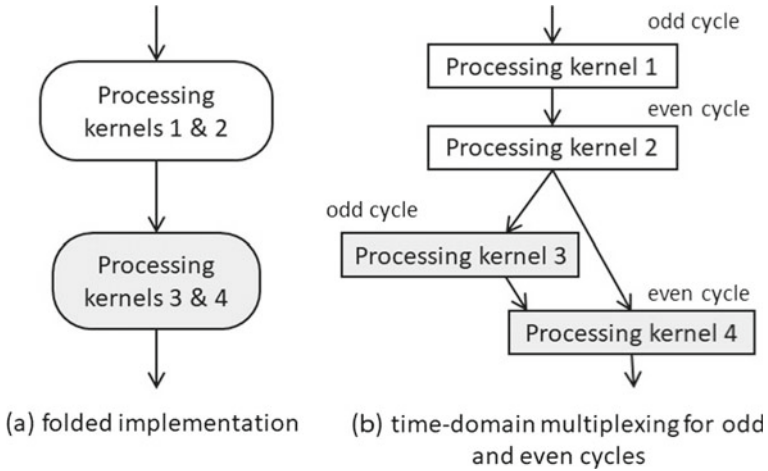 odd cycle
Processing
kernels 1 & 2
Processing kernel 1
even cycle
Processing kernel 2
odd cycle
Processing
kernels 3 & 4
Processing kernel 3
even cycle
Processing kernel 4
(a) folded implementation
(b) time-domain multiplexing for odd
and even cycles